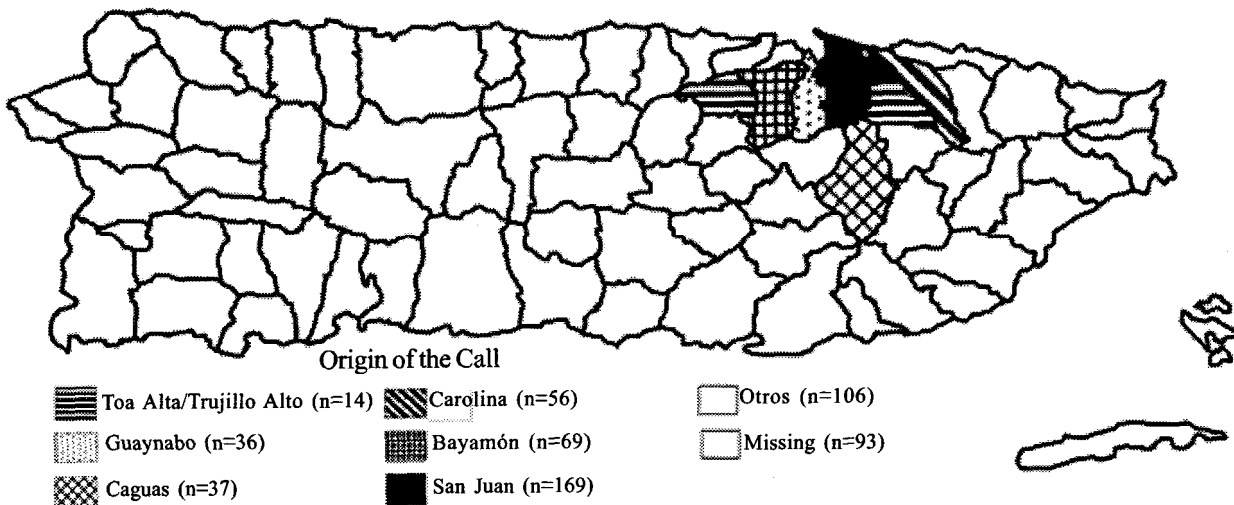 Origin of the Call
Toa Alta/Trujillo Alto (n=14)
Carolina (n=56)
Otros (n=106)
Guaynabo (n=36)
Bayamón (n=69)
Missing (n=93)
Caguas (n=37)
San Juan (n=169)